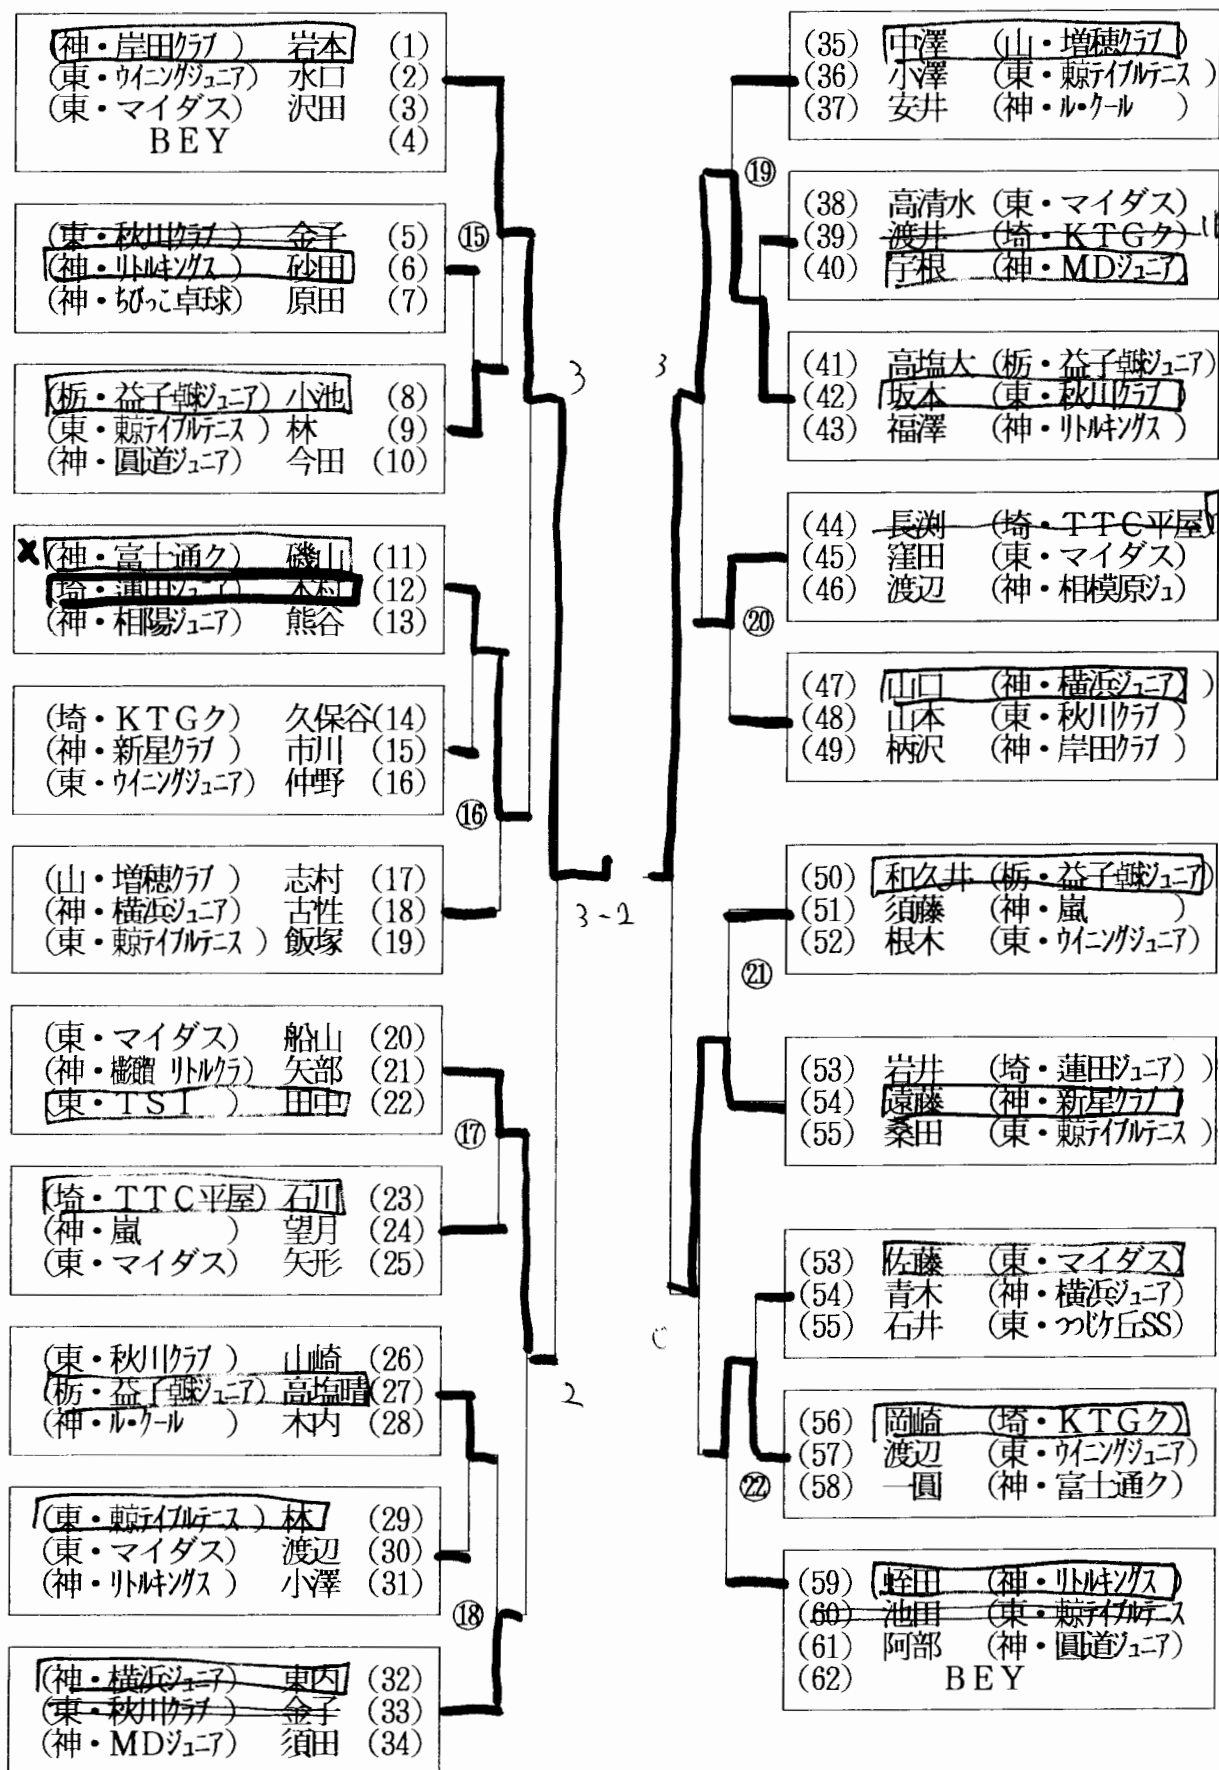 (神・岸田クラブ) 岩本 (1)
(東・ウイニングジュニア) 水口 (2)
(東・マイダス) 沢田 (3)
BEY (4)
(東・秋川クラブ) 金子 (5)
(神・リトルキングス) 砂田 (6)
(神・ちびっこ卓球) 原田 (7)
⑮
(栃・益子卓球ジュニア) 小池 (8)
(東・東京テイブルテニス) 林 (9)
(神・圓道ジュニア) 今田 (10)
(神・富士通ク) 磯山 (11)
(埼・蓮田ジュニア) 木村 (12)
(神・相陽ジュニア) 熊谷 (13)
(埼・KTGク) 久保谷(14)
(神・新星クラブ) 市川 (15)
(東・ウイニングジュニア) 仲野 (16)
⑯
(山・増穂クラブ) 志村 (17)
(神・横浜ジュニア) 古性 (18)
(東・東京テイブルテニス) 飯塚 (19)
(東・マイダス) 船山 (20)
(神・ リトルクラ) 矢部 (21)
(東・TSI) 田中 (22)
⑰
(埼・TTC平屋) 石川 (23)
(神・嵐) 望月 (24)
(東・マイダス) 矢形 (25)
(東・秋川クラブ) 山崎 (26)
(栃・益子卓球ジュニア) 高塩晴(27)
(神・ル・クール) 木内 (28)
(東・東京テイブルテニス) 林 (29)
(東・マイダス) 渡辺 (30)
(神・リトルキングス) 小澤 (31)
⑱
(神・横浜ジュニア) 東内 (32)
(東・秋川クラブ) 金子 (33)
(神・MDジュニア) 須田 (34)
3
3-2
2
3
(35) 中澤 (山・増穂クラブ)
(36) 小澤 (東・東京テイブルテニス)
(37) 安井 (神・ル・クール)
⑲
(38) 高清水 (東・マイダス)
(39) 渡井 (埼・KTGク)
(40) 宇根 (神・MDジュニア)
(41) 高塩大 (栃・益子卓球ジュニア)
(42) 坂本 (東・秋川クラブ)
(43) 福澤 (神・リトルキングス)
(44) 長渕 (埼・TTC平屋)
(45) 窪田 (東・マイダス)
(46) 渡辺 (神・相模原ジュ)
⑳
(47) 山口 (神・横浜ジュニア)
(48) 山本 (東・秋川クラブ)
(49) 柄沢 (神・岸田クラブ)
(50) 和久井 (栃・益子卓球ジュニア)
(51) 須藤 (神・嵐)
(52) 根木 (東・ウイニングジュニア)
㉑
(53) 岩井 (埼・蓮田ジュニア)
(54) 遠藤 (神・新星クラブ)
(55) 桑田 (東・東京テイブルテニス)
(53) 佐藤 (東・マイダス)
(54) 青木 (神・横浜ジュニア)
(55) 石井 (東・つつじケ丘SS)
(56) 岡崎 (埼・KTGク)
(57) 渡辺 (東・ウイニングジュニア)
(58) 一圓 (神・富士通ク)
㉒
(59) 蛭田 (神・リトルキングス)
(60) 池田 (東・東京テイブルテニス
(61) 阿部 (神・圓道ジュニア)
(62) BEY